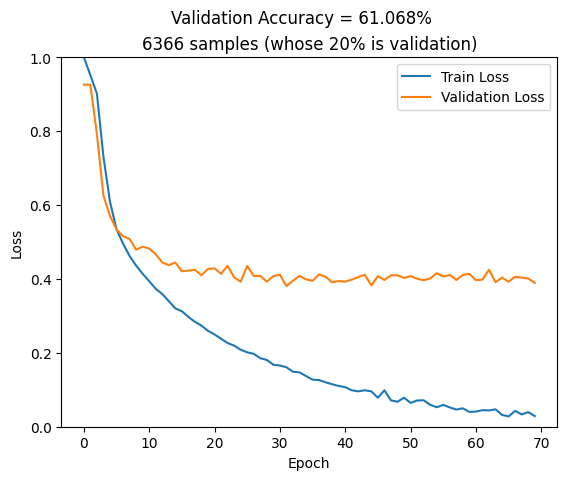 Validation Accuracy = 61.068%
6366 samples (whose 20% is validation)
Train Loss
Validation Loss
1.0
0.8
0.6
0.4
0.2
0.0
Loss
0 10 20 30 40 50 60 70
Epoch